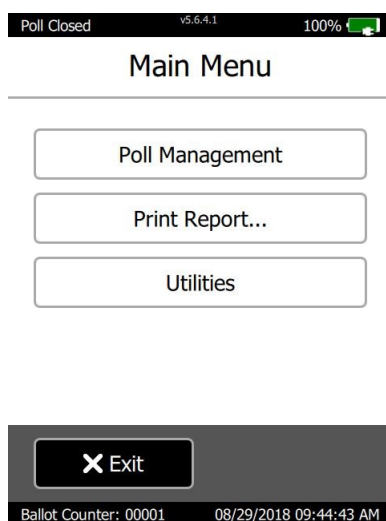 Poll Closed v5.6.4.1 100%
Main Menu
Poll Management
Print Report...
Utilities
Exit
Ballot Counter: 00001 08/29/2018 09:44:43 AM